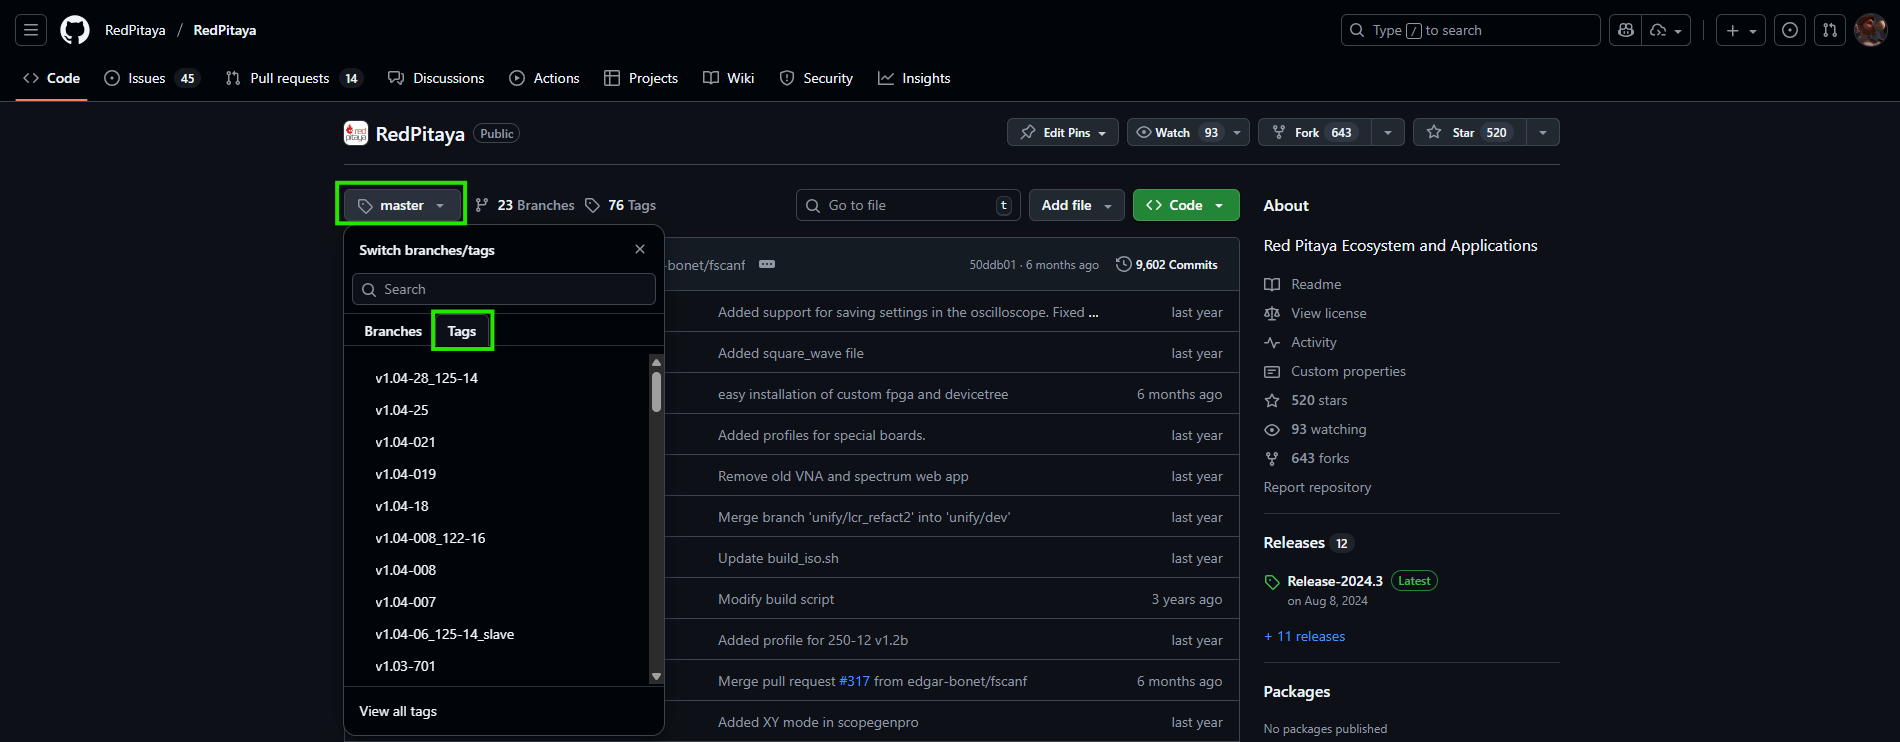 RedPitaya / RedPitaya
Type / to search
Code
Issues 45
Pull requests 14
Discussions
Actions
Projects
Wiki
Security
Insights
red pitaya
RedPitaya Public
Edit Pins
Watch 93
Fork 643
Star 520
master
23 Branches
76 Tags
Go to file t
Add file
Code
Switch branches/tags
Search
Branches Tags
v1.04-28_125-14
v1.04-25
v1.04-021
v1.04-019
v1.04-18
v1.04-008_122-16
v1.04-008
v1.04-007
v1.04-06_125-14_slave
v1.03-701
View all tags
-bonet/fscanf
50ddb01 · 6 months ago
9,602 Commits
Added support for saving settings in the oscilloscope. Fixed ... last year
Added square_wave file last year
easy installation of custom fpga and devicetree 6 months ago
Added profiles for special boards. last year
Remove old VNA and spectrum web app last year
Merge branch 'unify/lcr_refact2' into 'unify/dev' last year
Update build_iso.sh last year
Modify build script 3 years ago
Added profile for 250-12 v1.2b last year
Merge pull request #317 from edgar-bonet/fscanf 6 months ago
Added XY mode in scopegenpro last year
About
Red Pitaya Ecosystem and Applications
Readme
View license
Activity
Custom properties
520 stars
93 watching
643 forks
Report repository
Releases 12
Release-2024.3 Latest
on Aug 8, 2024
+ 11 releases
Packages
No packages published